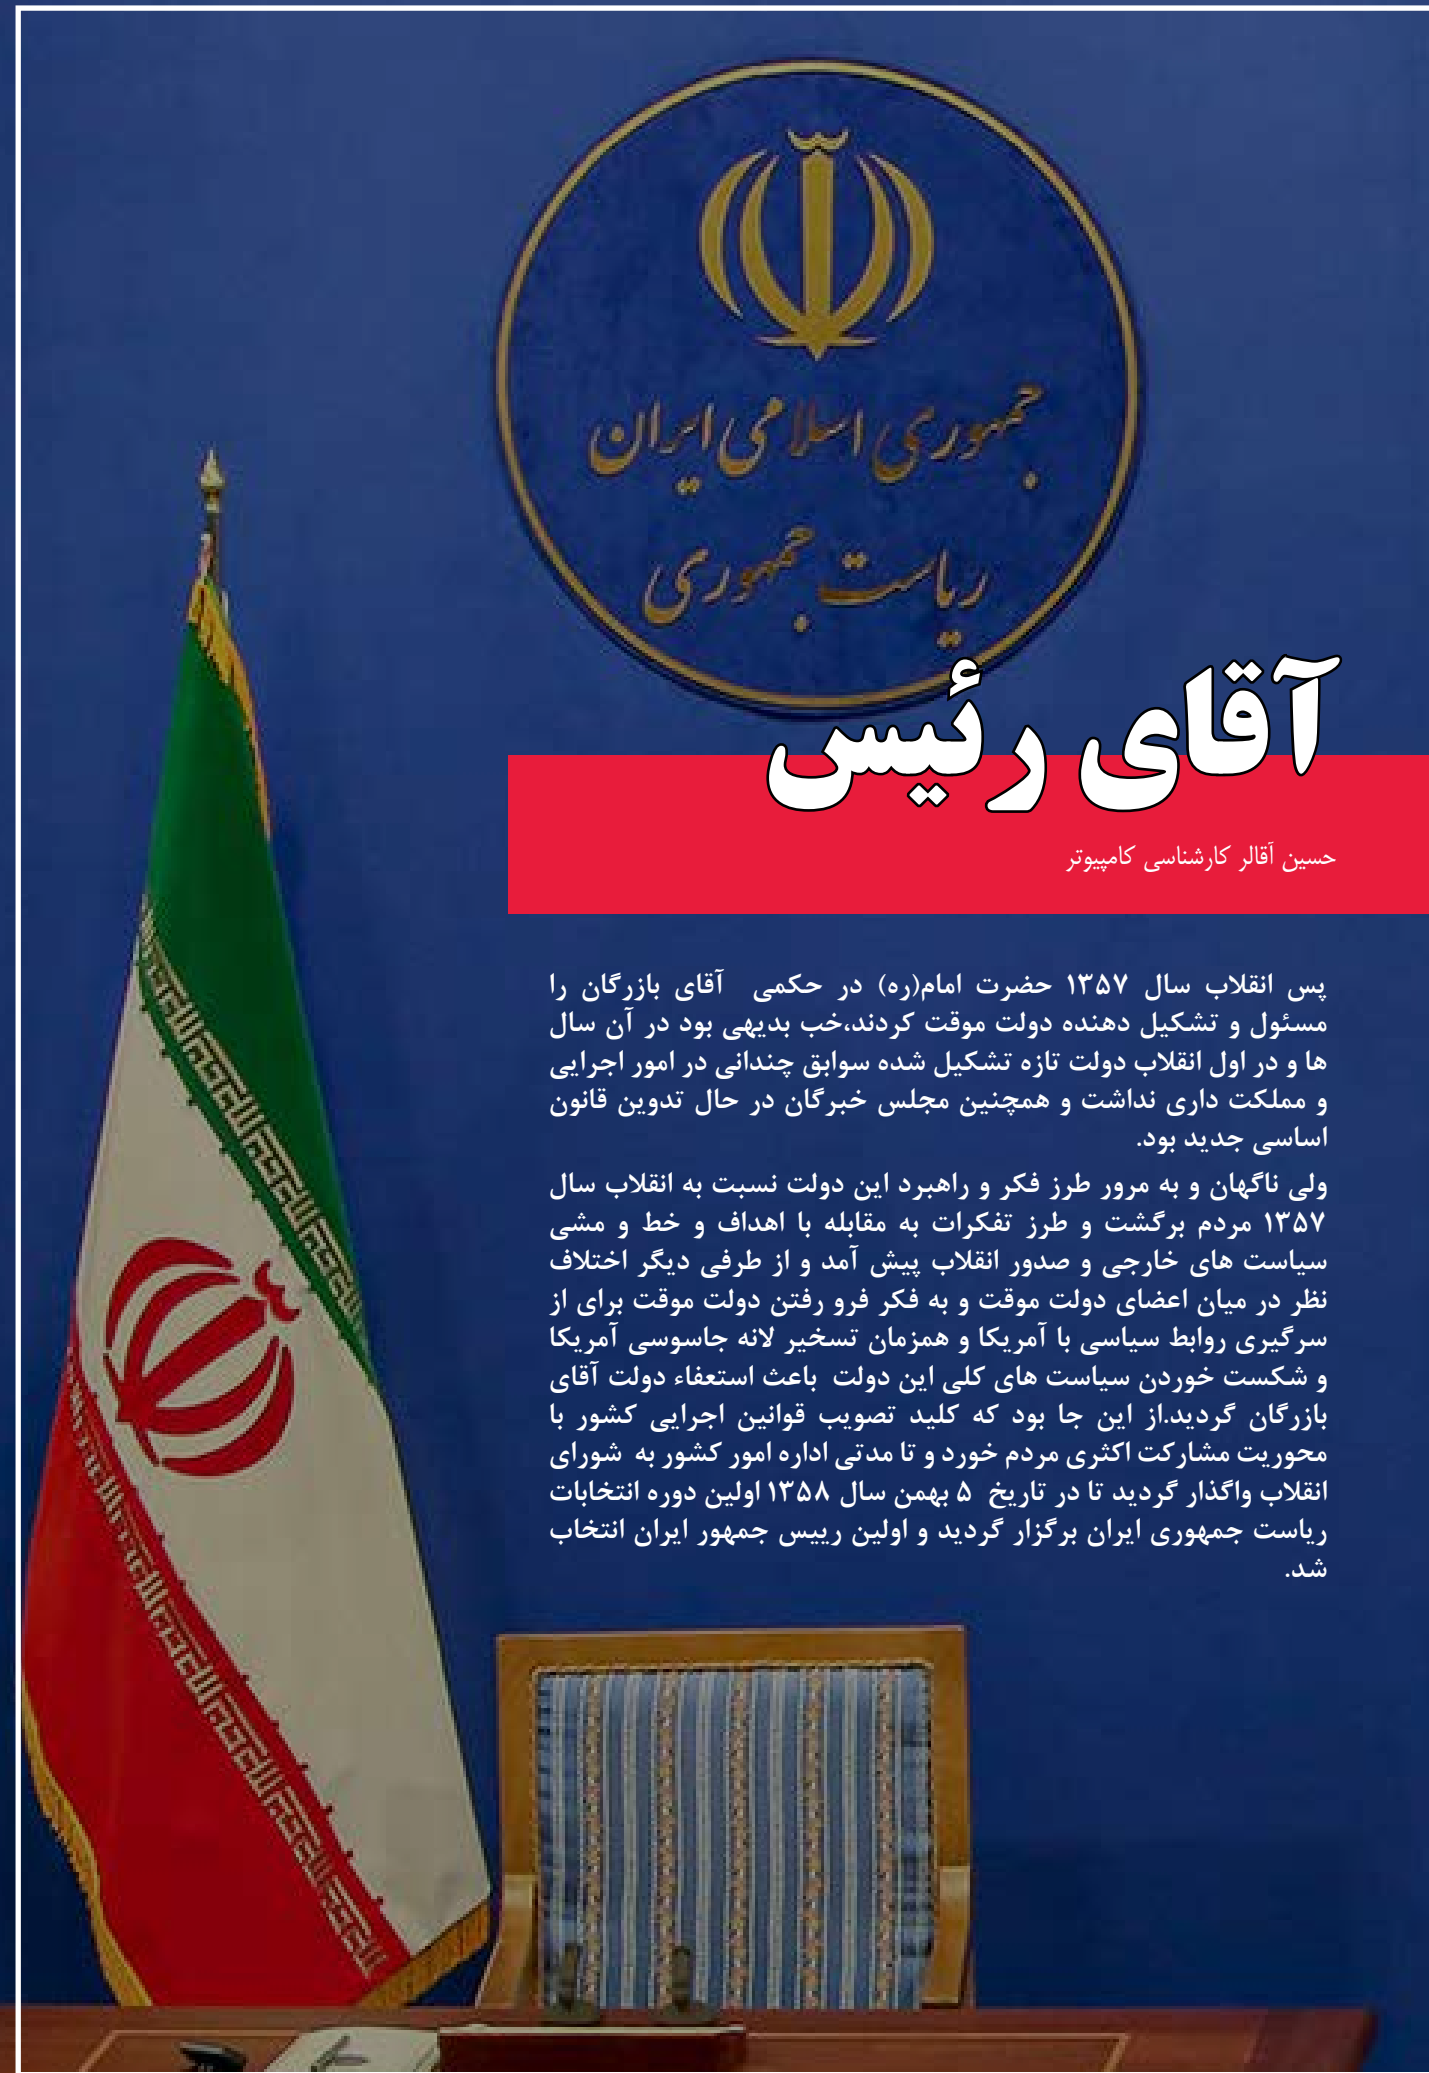 جمهوری اسلامی ایران
ریاست جمهوری
آقای رئیس
حسین آقالر کارشناسی کامپیوتر
پس انقلاب سال ۱۳۵۷ حضرت امام(ره) در حکمی آقای بازرگان را
مسئول و تشکیل دهنده دولت موقت کردند،خب بدیهی بود در آن سال
ها و در اول انقلاب دولت تازه تشکیل شده سوابق چندانی در امور اجرایی
و مملکت داری نداشت و همچنین مجلس خبرگان در حال تدوین قانون
اساسی جدید بود.
ولی ناگهان و به مرور طرز فکر و راهبرد این دولت نسبت به انقلاب سال
۱۳۵۷ مردم برگشت و طرز تفکرات به مقابله با اهداف و خط و مشی
سیاست های خارجی و صدور انقلاب پیش آمد و از طرفی دیگر اختلاف
نظر در میان اعضای دولت موقت و به فکر فرو رفتن دولت موقت برای از
سرگیری روابط سیاسی با آمریکا و همزمان تسخیر لانه جاسوسی آمریکا
و شکست خوردن سیاست های کلی این دولت باعث استعفاء دولت آقای
بازرگان گردید.از این جا بود که کلید تصویب قوانین اجرایی کشور با
محوریت مشارکت اکثری مردم خورد و تا مدتی اداره امور کشور به شورای
انقلاب واگذار گردید تا در تاریخ ۵ بهمن سال ۱۳۵۸ اولین دوره انتخابات
ریاست جمهوری ایران برگزار گردید و اولین رییس جمهور ایران انتخاب
شد.